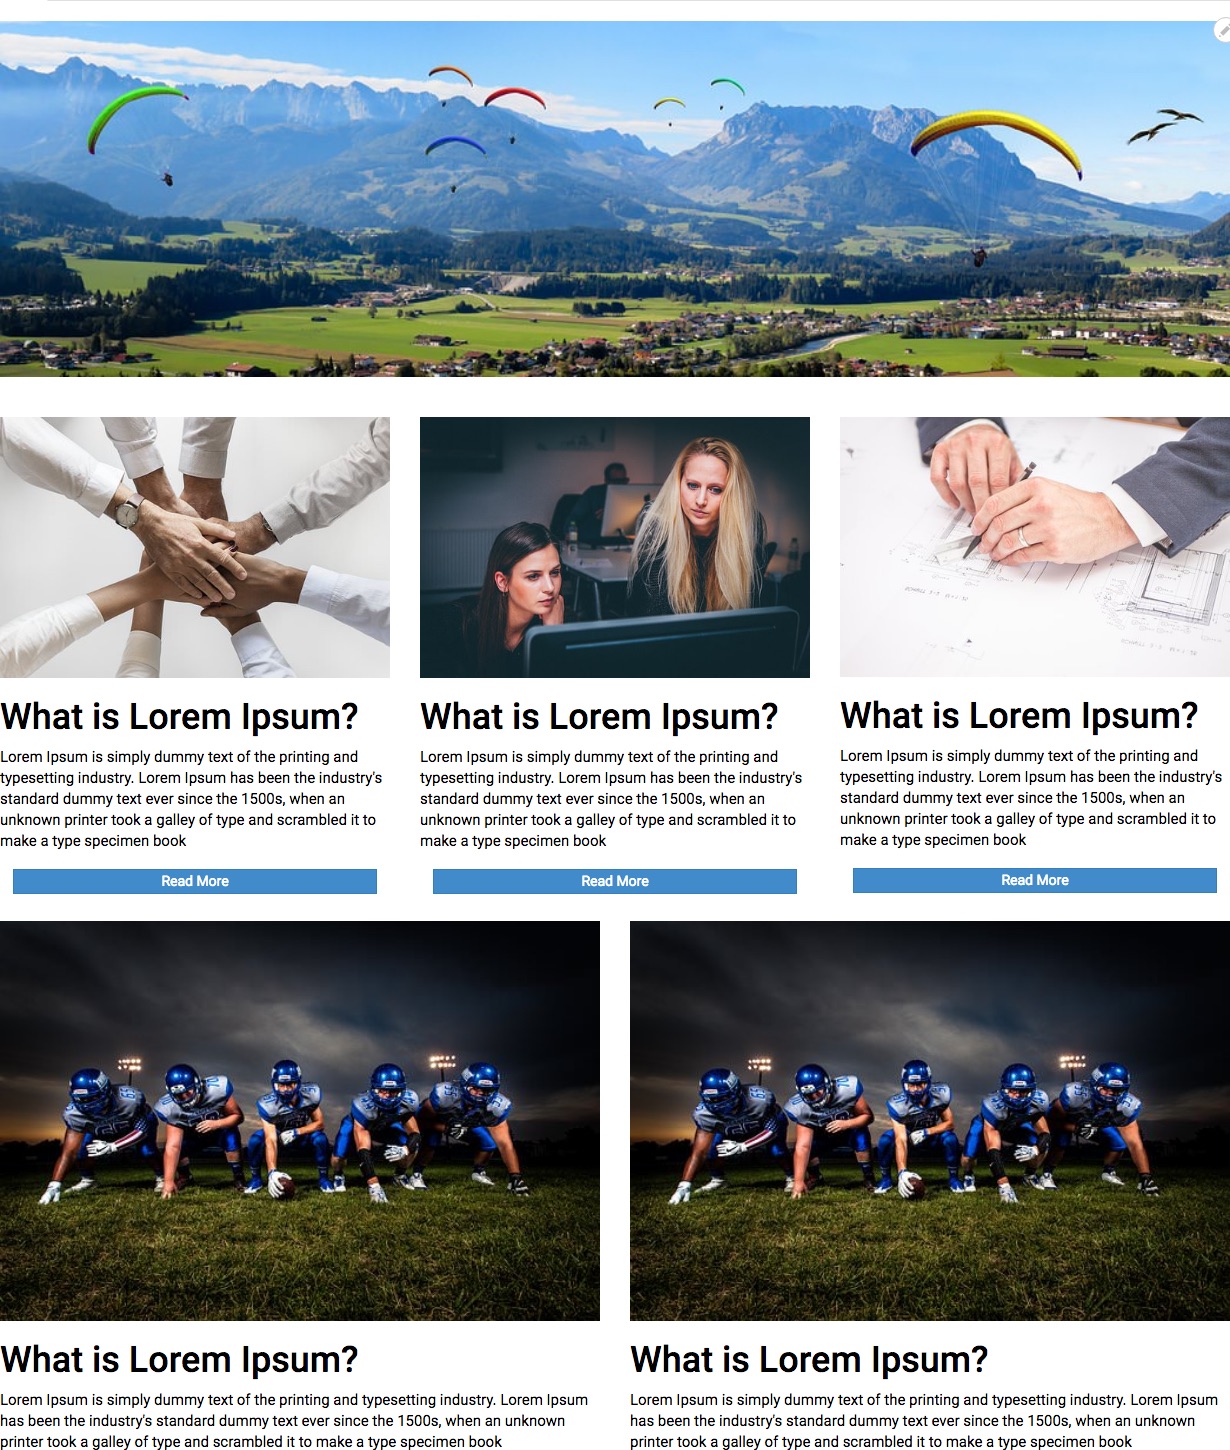 What is Lorem Ipsum?
Lorem Ipsum is simply dummy text of the printing and
typesetting industry. Lorem Ipsum has been the industry's
standard dummy text ever since the 1500s, when an
unknown printer took a galley of type and scrambled it to
make a type specimen book
Read More
What is Lorem Ipsum?
Lorem Ipsum is simply dummy text of the printing and
typesetting industry. Lorem Ipsum has been the industry's
standard dummy text ever since the 1500s, when an
unknown printer took a galley of type and scrambled it to
make a type specimen book
Read More
What is Lorem Ipsum?
Lorem Ipsum is simply dummy text of the printing and
typesetting industry. Lorem Ipsum has been the industry's
standard dummy text ever since the 1500s, when an
unknown printer took a galley of type and scrambled it to
make a type specimen book
Read More
What is Lorem Ipsum?
Lorem Ipsum is simply dummy text of the printing and typesetting industry. Lorem Ipsum
has been the industry's standard dummy text ever since the 1500s, when an unknown
printer took a galley of type and scrambled it to make a type specimen book
What is Lorem Ipsum?
Lorem Ipsum is simply dummy text of the printing and typesetting industry. Lorem Ipsum
has been the industry's standard dummy text ever since the 1500s, when an unknown
printer took a galley of type and scrambled it to make a type specimen book